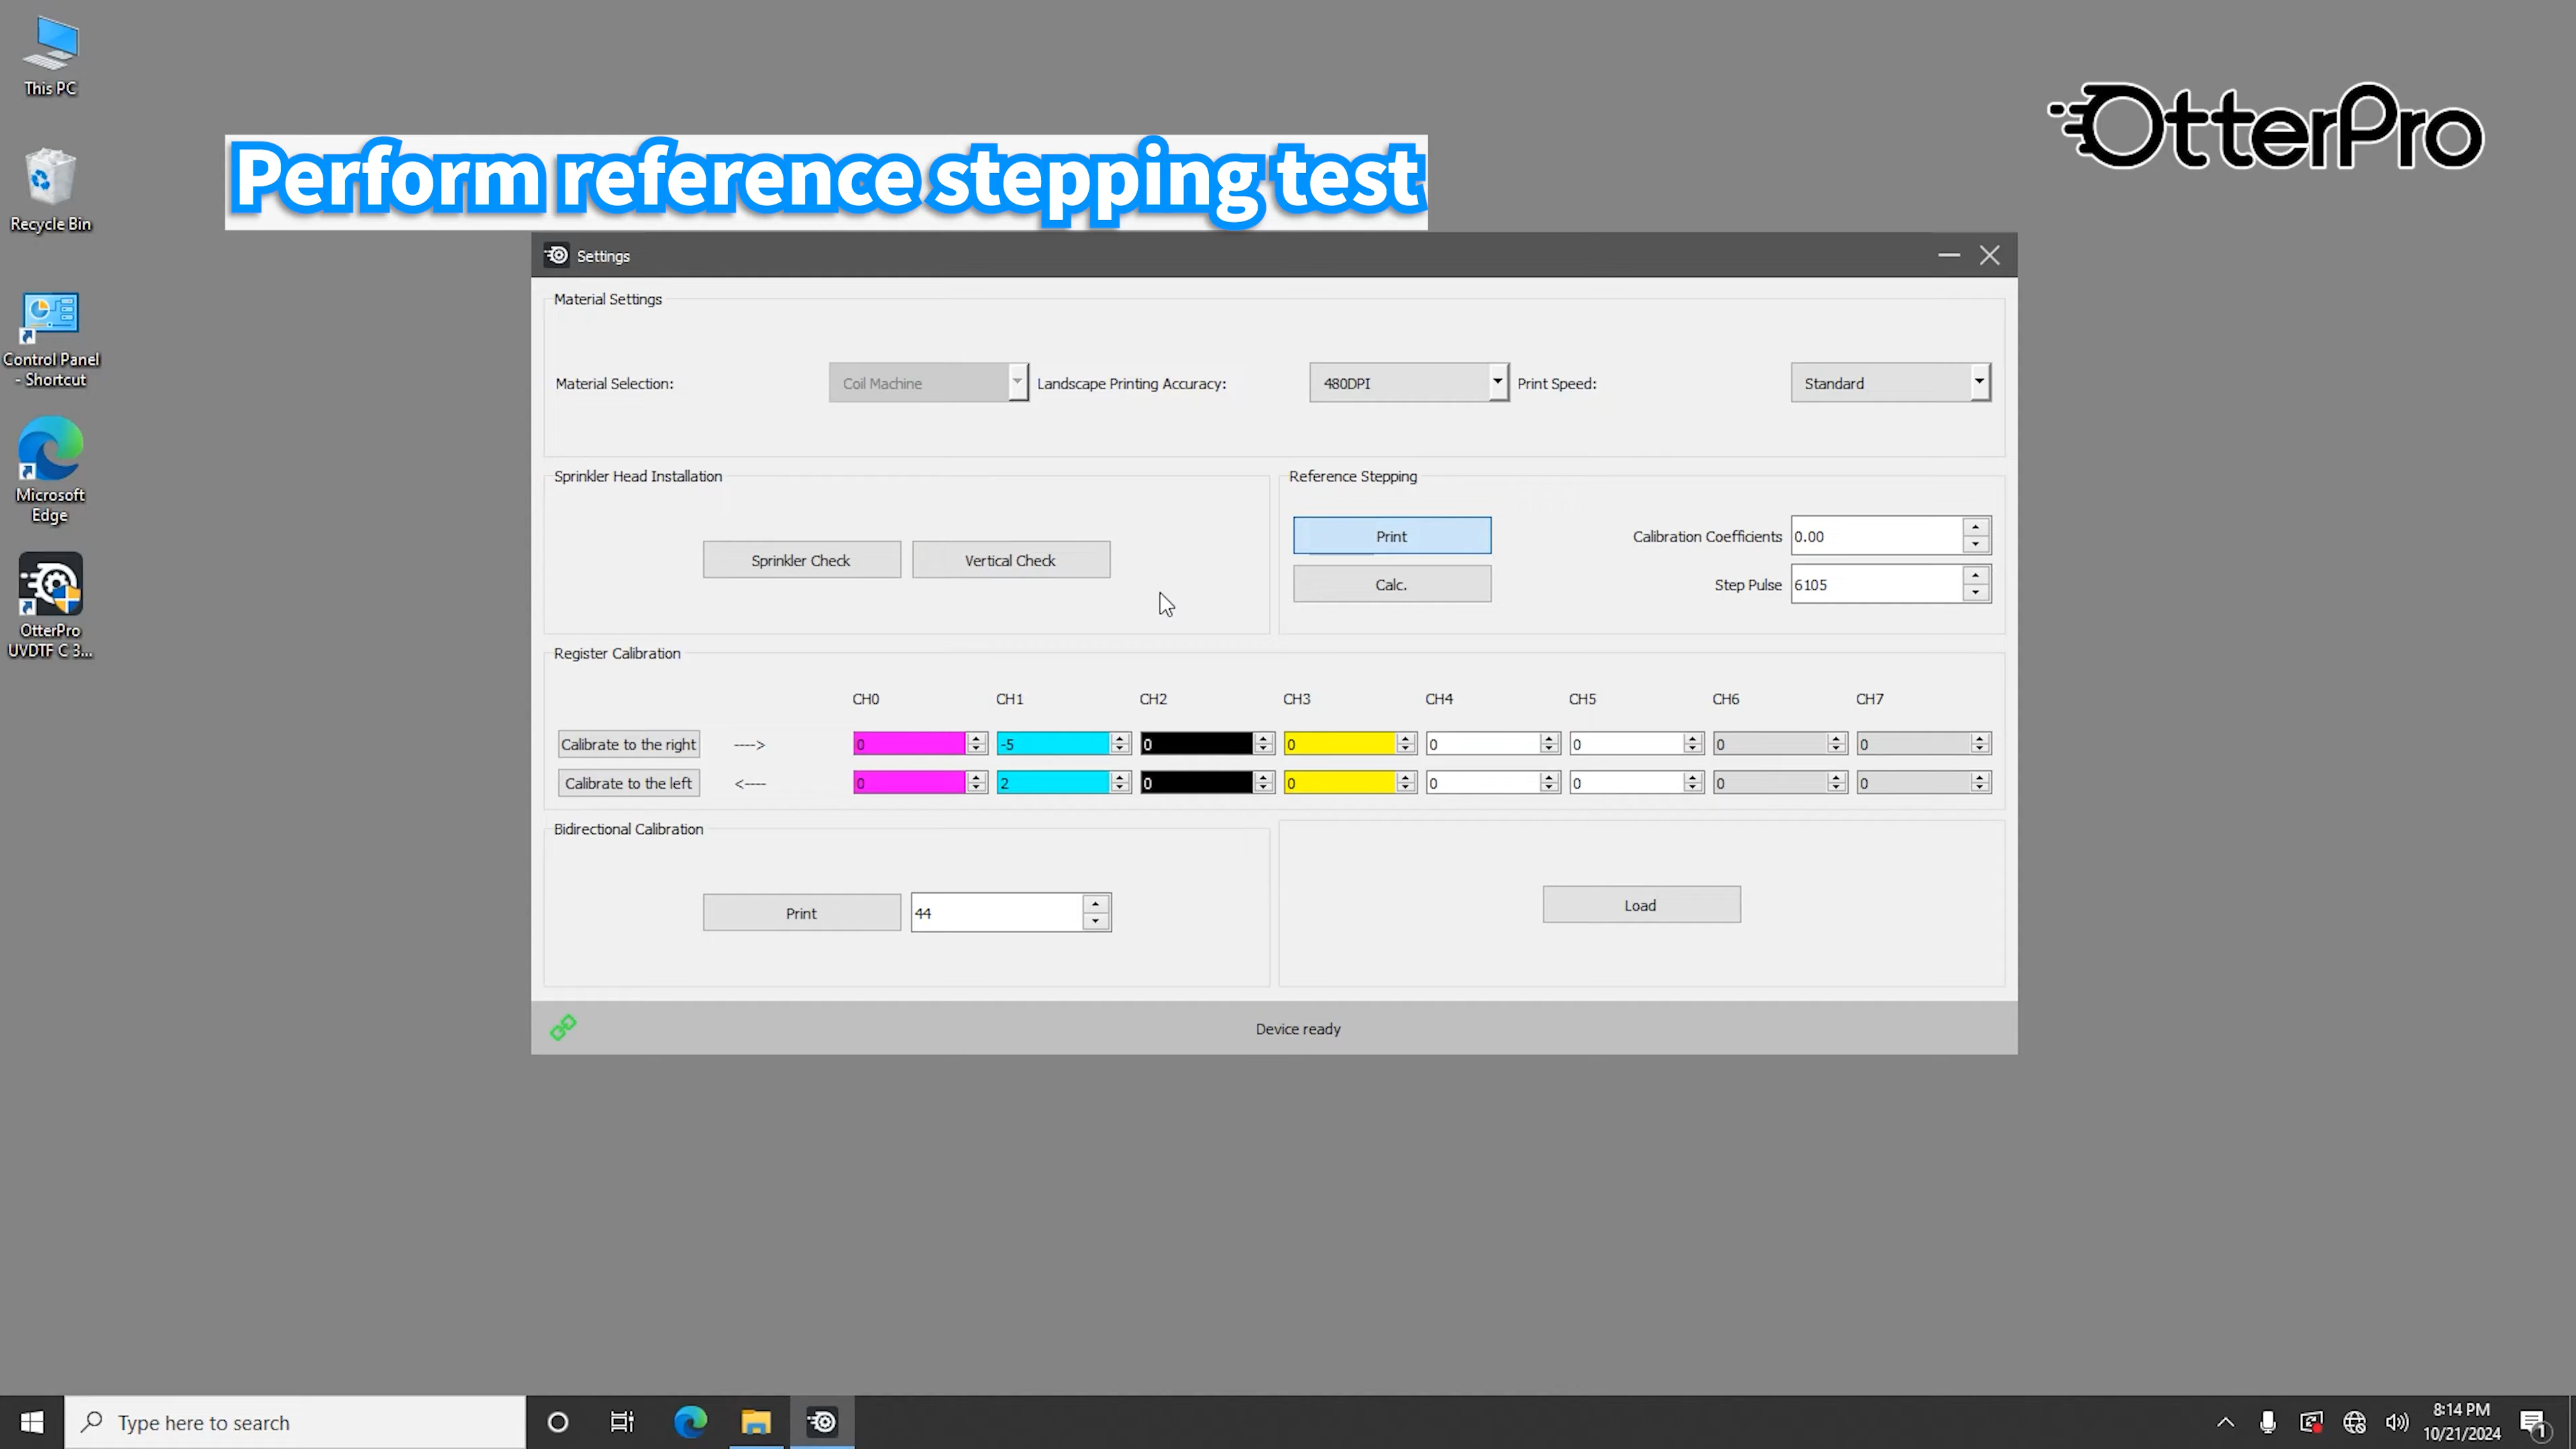 This PC
Recycle Bin
Control Panel
- Shortcut
Microsoft
Edge
OtterPro
UVDTF C 3...
OtterPro
Perform reference stepping test
Settings
Material Settings
Material Selection:
Coil Machine
Landscape Printing Accuracy:
480DPI
Print Speed:
Standard
Sprinkler Head Installation
Sprinkler Check
Vertical Check
Reference Stepping
Print
Calibration Coefficients
0.00
Calc.
Step Pulse
6105
Register Calibration
CH0 CH1 CH2 CH3 CH4 CH5 CH6 CH7
Calibrate to the right ----> 0 -5 0 0 0 0 0 0
Calibrate to the left <---- 0 2 0 0 0 0 0 0
Bidirectional Calibration
Print
44
Load
Device ready
Type here to search
8:14 PM
10/21/2024
1